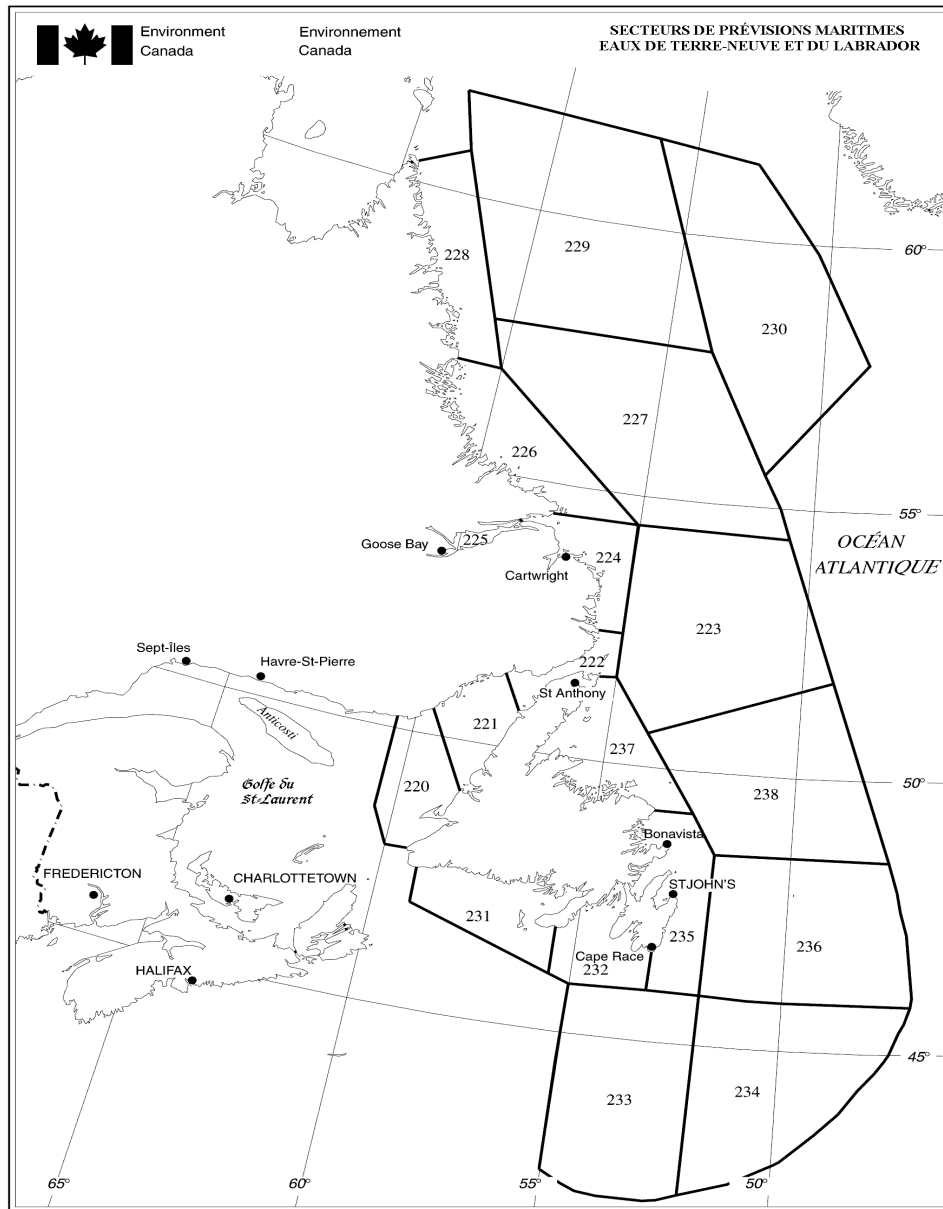 Environment
Canada
Environnement
Canada
SECTEURS DE PRÉVISIONS MARITIMES
EAUX DE TERRE-NEUVE ET DU LABRADOR
228
229
60°
230
227
226
55°
OCÉAN
ATLANTIQUE
Goose Bay
225
Cartwright
224
223
Sept-Îles
Havre-St-Pierre
222
St Anthony
Anticosti
221
237
Golfe du
St-Laurent
220
238
50°
Bonavista
FREDERICTON
CHARLOTTETOWN
STJOHN'S
231
235
236
Cape Race
232
HALIFAX
45°
233
234
65°
60°
55°
50°